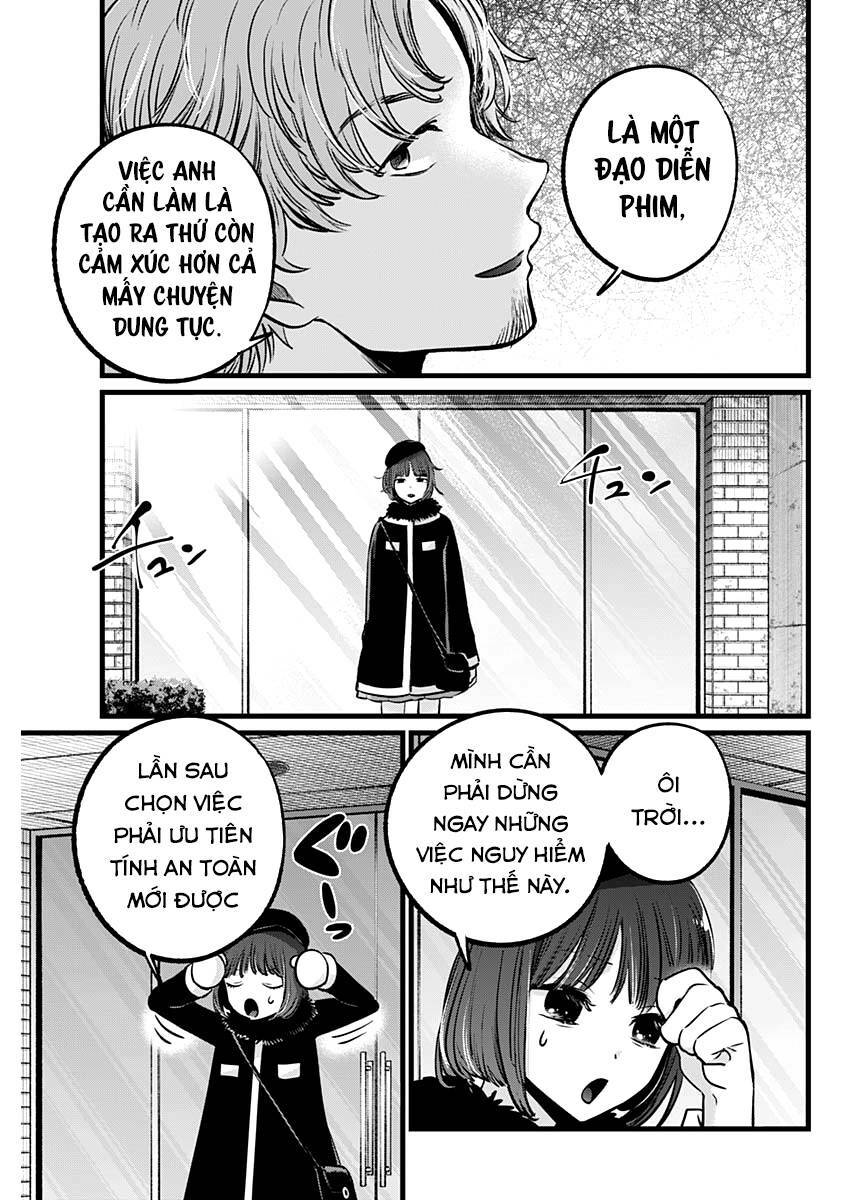 LÀ MỘT
ĐẠO DIỄN
PHIM,
VIỆC ANH
CẦN LÀM LÀ
TẠO RA THỨ CÒN
CẢM XÚC HƠN CẢ
MẤY CHUYỆN
DUNG TỤC.
チュン
チュン
ÔI
TRỜI...
MÌNH CẦN
PHẢI DỪNG
NGAY NHỮNG
VIỆC NGUY HIỂM
NHƯ THẾ NÀY.
LẦN SAU
CHỌN VIỆC
PHẢI ƯU TIÊN
TÍNH AN TOÀN
MỚI ĐƯỢC
ぐぐ